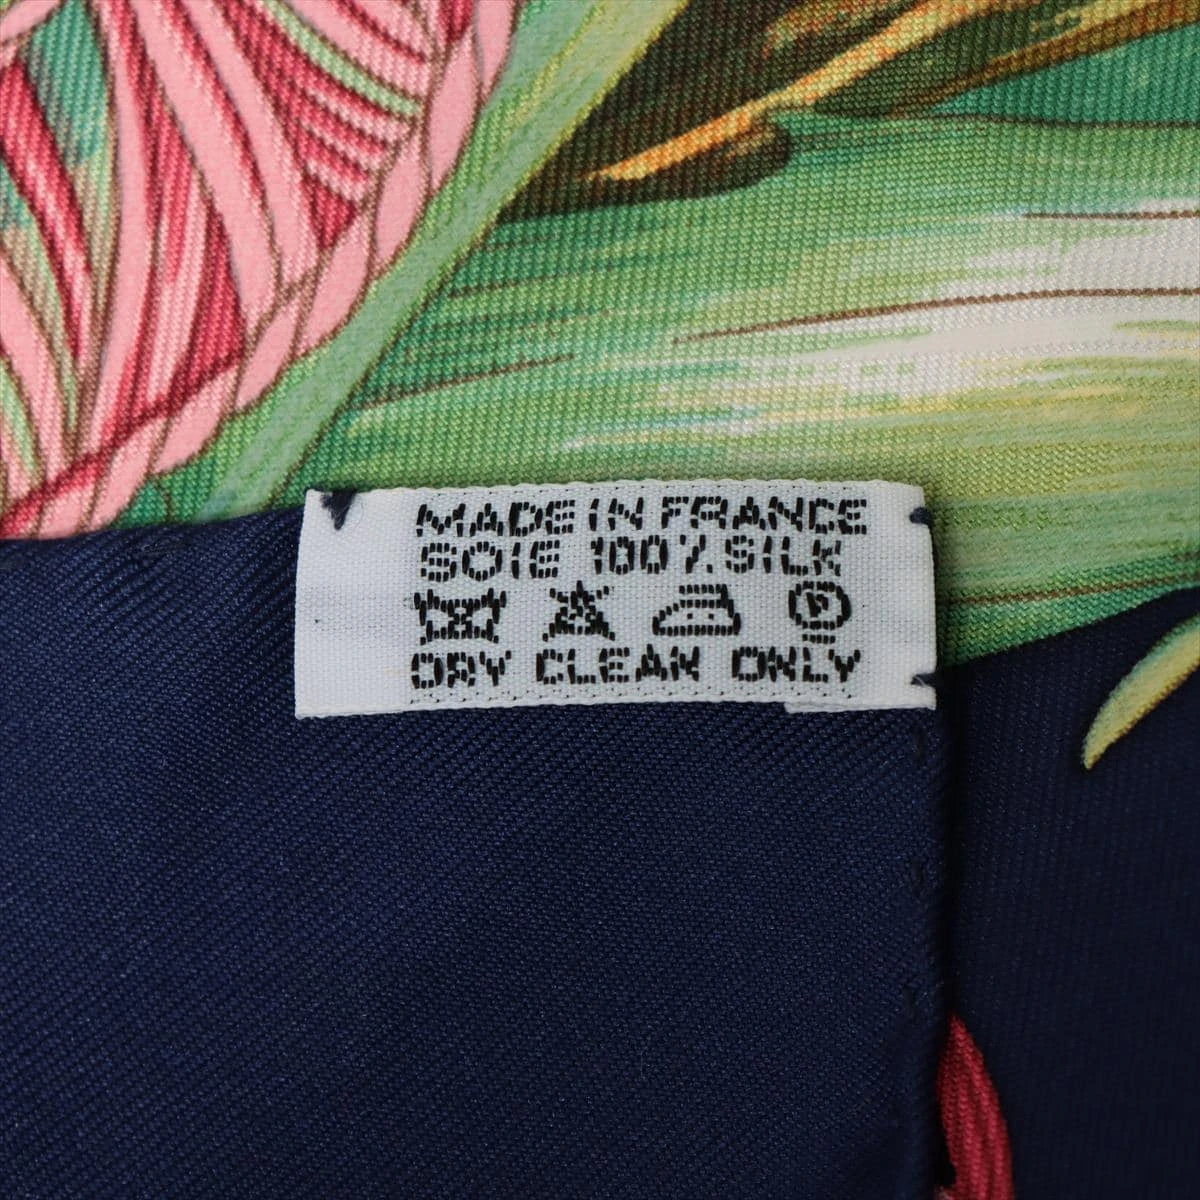 MADE IN FRANCE
SOIE 100% SILK
DRY CLEAN ONLY